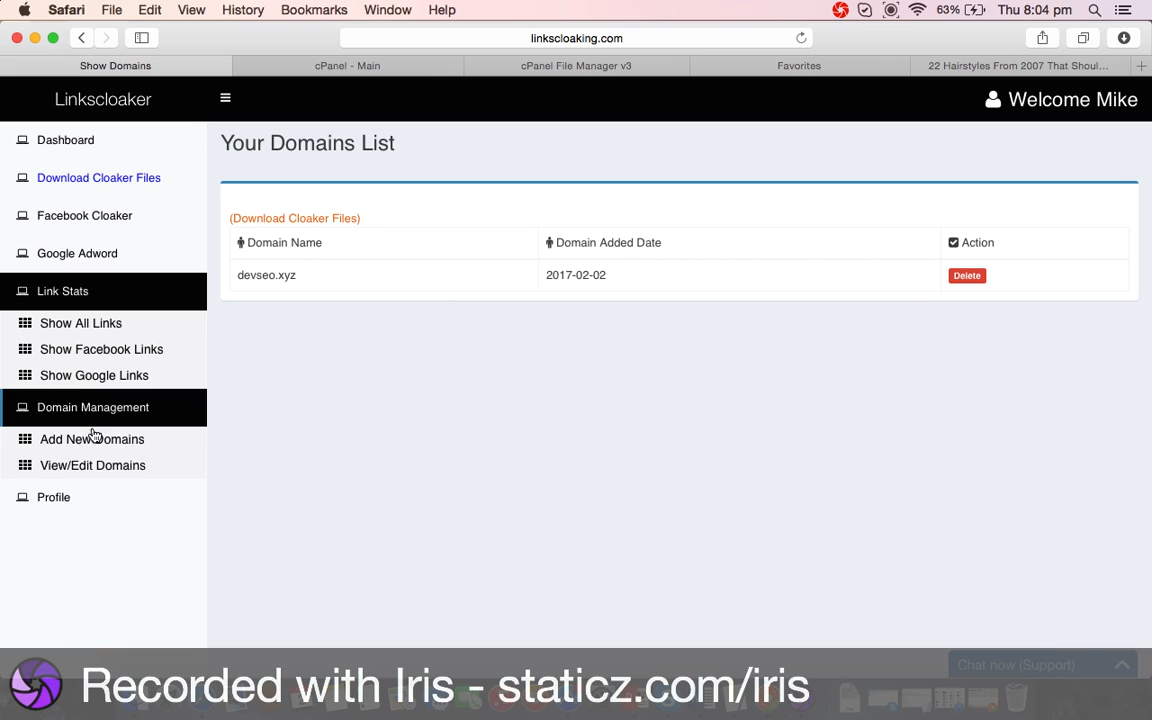 Safari File Edit View History Bookmarks Window Help 63% Thu 8:04 pm
linkscloaking.com
Show Domains cPanel - Main cPanel File Manager v3 Favorites 22 Hairstyles From 2007 That Shoul...
Linkscloaker Welcome Mike
Dashboard
Download Cloaker Files
Facebook Cloaker
Google Adword
Link Stats
Show All Links
Show Facebook Links
Show Google Links
Domain Management
Add New Domains
View/Edit Domains
Profile
Your Domains List
(Download Cloaker Files)
Domain Name Domain Added Date Action
devseo.xyz 2017-02-02 Delete
Chat now (Support)
Recorded with Iris - staticz.com/iris